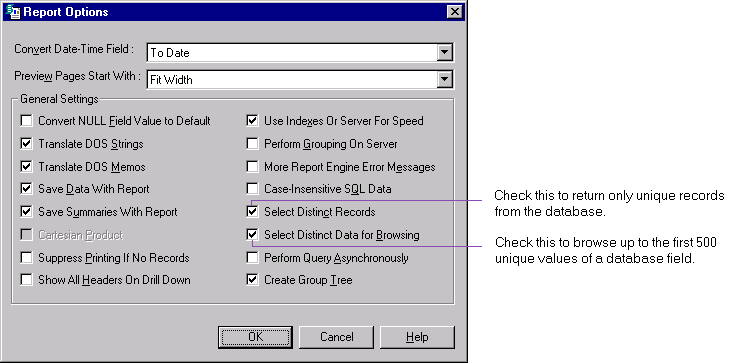 Report Options
Convert Date-Time Field :
To Date
Preview Pages Start With :
Fit Width
General Settings
Convert NULL Field Value to Default
Translate DOS Strings
Translate DOS Memos
Save Data With Report
Save Summaries With Report
Cartesian Product
Suppress Printing If No Records
Show All Headers On Drill Down
Use Indexes Or Server For Speed
Perform Grouping On Server
More Report Engine Error Messages
Case-Insensitive SQL Data
Select Distinct Records
Select Distinct Data for Browsing
Perform Query Asynchronously
Create Group Tree
Check this to return only unique records
from the database.
Check this to browse up to the first 500
unique values of a database field.
OK
Cancel
Help